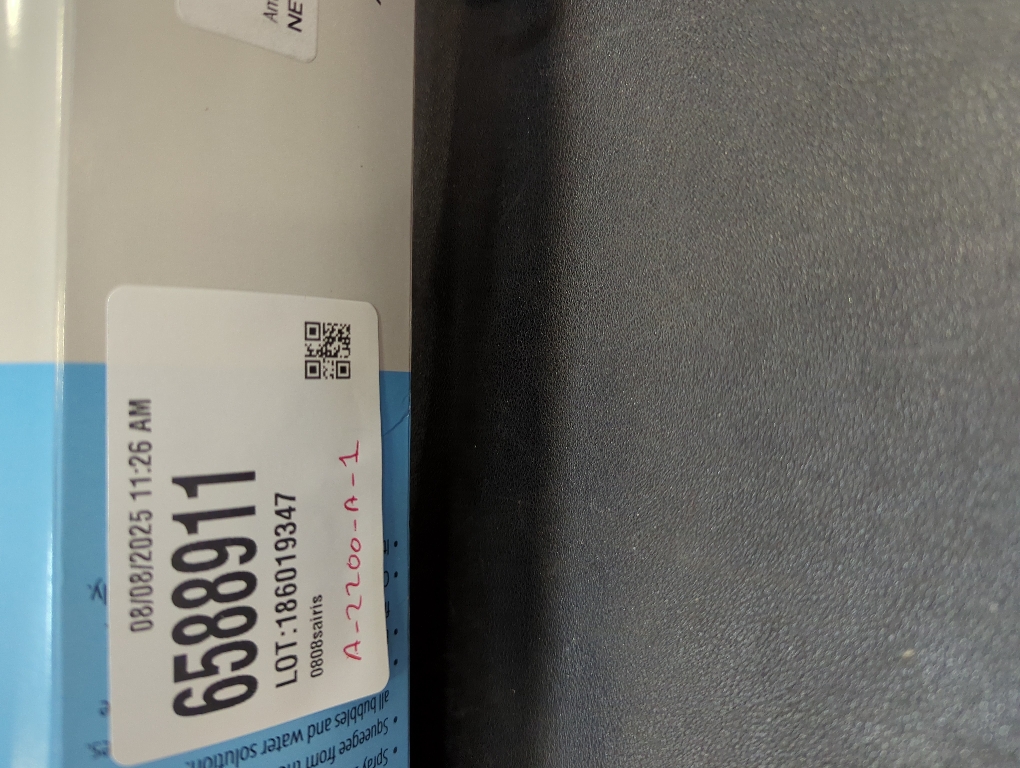 NE
08/08/2025 11:26 AM
6588911
LOT:186019347
0808sairis
A-2200-A-1
Spray
Squeegee from
all bubbles and water solution.